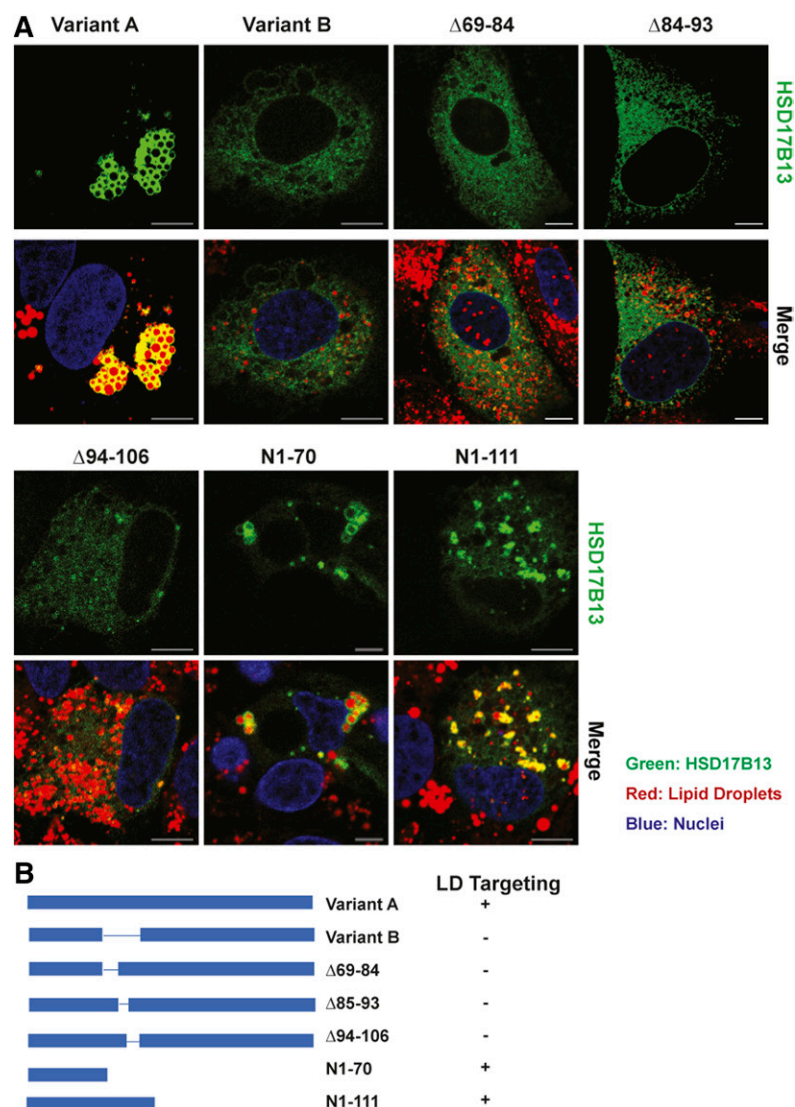 A
Variant A Variant B Δ69-84 Δ84-93
HSD17B13
Merge
Δ94-106 N1-70 N1-111
HSD17B13
Merge
Green: HSD17B13
Red: Lipid Droplets
Blue: Nuclei
B
LD Targeting
Variant A +
Variant B -
Δ69-84 -
Δ85-93 -
Δ94-106 -
N1-70 +
N1-111 +